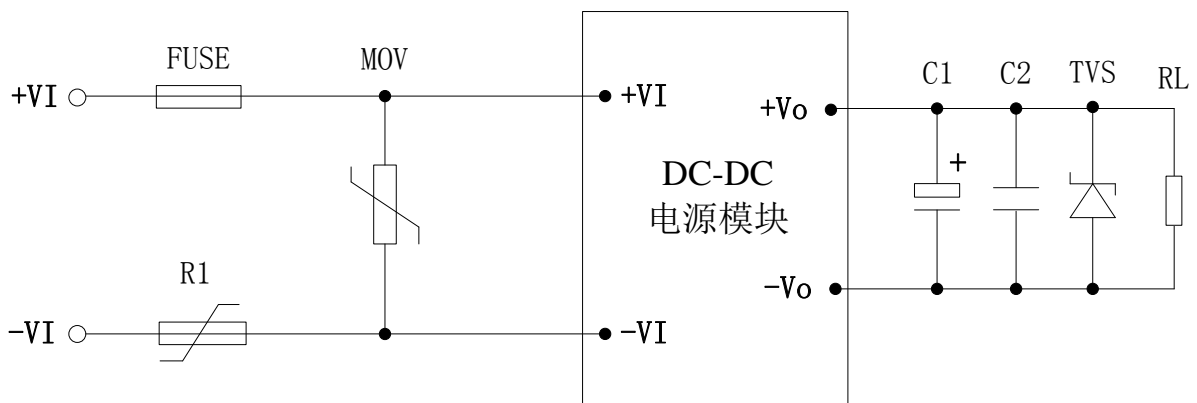 FUSE
MOV
+VI
+VI
R1
-VI
-VI
DC-DC
电源模块
+Vo
-Vo
C1
+
C2
TVS
RL